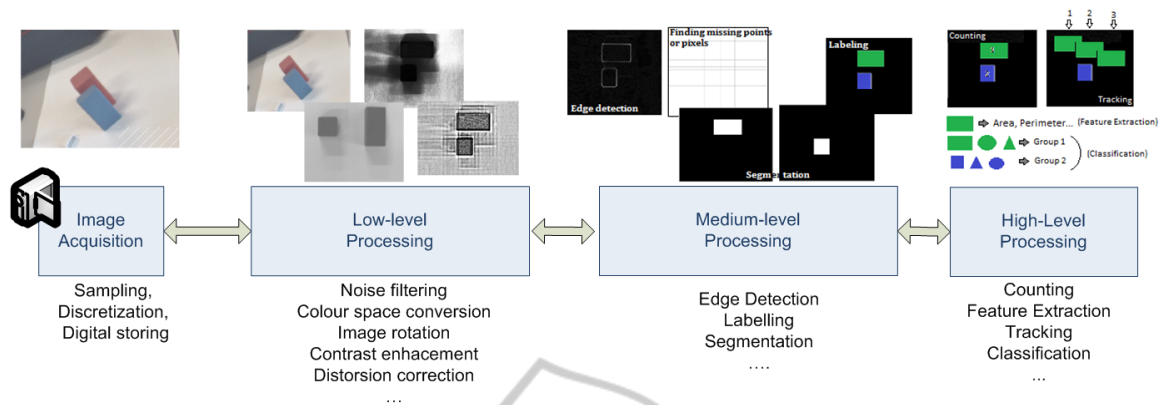 1 2 3
Finding missing points
or pixels
Labeling
Counting
Edge detection
Tracking
Segmentation
Area, Perimeter... (Feature Extraction)
Group 1
(Classification)
Group 2
Image
Acquisition
Low-level
Processing
Medium-level
Processing
High-Level
Processing
Sampling,
Discretization,
Digital storing
Noise filtering
Colour space conversion
Image rotation
Contrast enhacement
Distorsion correction
...
Edge Detection
Labelling
Segmentation
....
Counting
Feature Extraction
Tracking
Classification
...